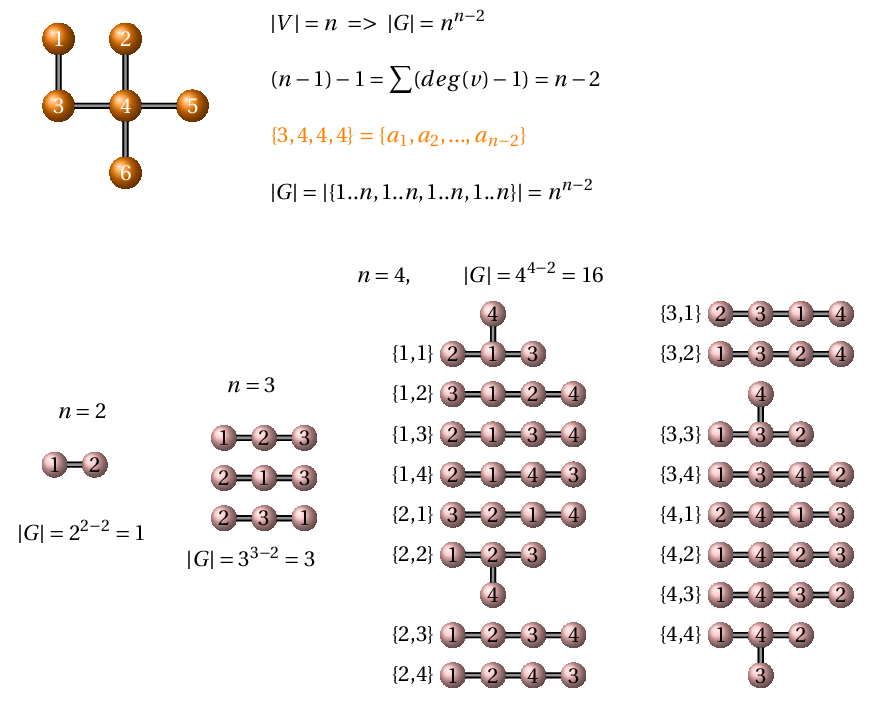 1 2
|V| = n => |G| = n^{n−2}
(n − 1) − 1 = ∑(deg(v) − 1) = n − 2
3 4 5
{3,4,4,4} = {a_1, a_2, ..., a_{n−2}}
6
|G| = |{1..n, 1..n, 1..n, 1..n}| = n^{n−2}
n = 2
1 2
|G| = 2^{2−2} = 1
n = 3
1 2 3
2 1 3
2 3 1
|G| = 3^{3−2} = 3
n = 4, |G| = 4^{4−2} = 16
4
{1,1} 2 1 3
{1,2} 3 1 2 4
{1,3} 2 1 3 4
{1,4} 2 1 4 3
{2,1} 3 2 1 4
{2,2} 1 2 3
4
{2,3} 1 2 3 4
{2,4} 1 2 4 3
{3,1} 2 3 1 4
{3,2} 1 3 2 4
4
{3,3} 1 3 2
{3,4} 1 3 4 2
{4,1} 2 4 1 3
{4,2} 1 4 2 3
{4,3} 1 4 3 2
{4,4} 1 4 2
3